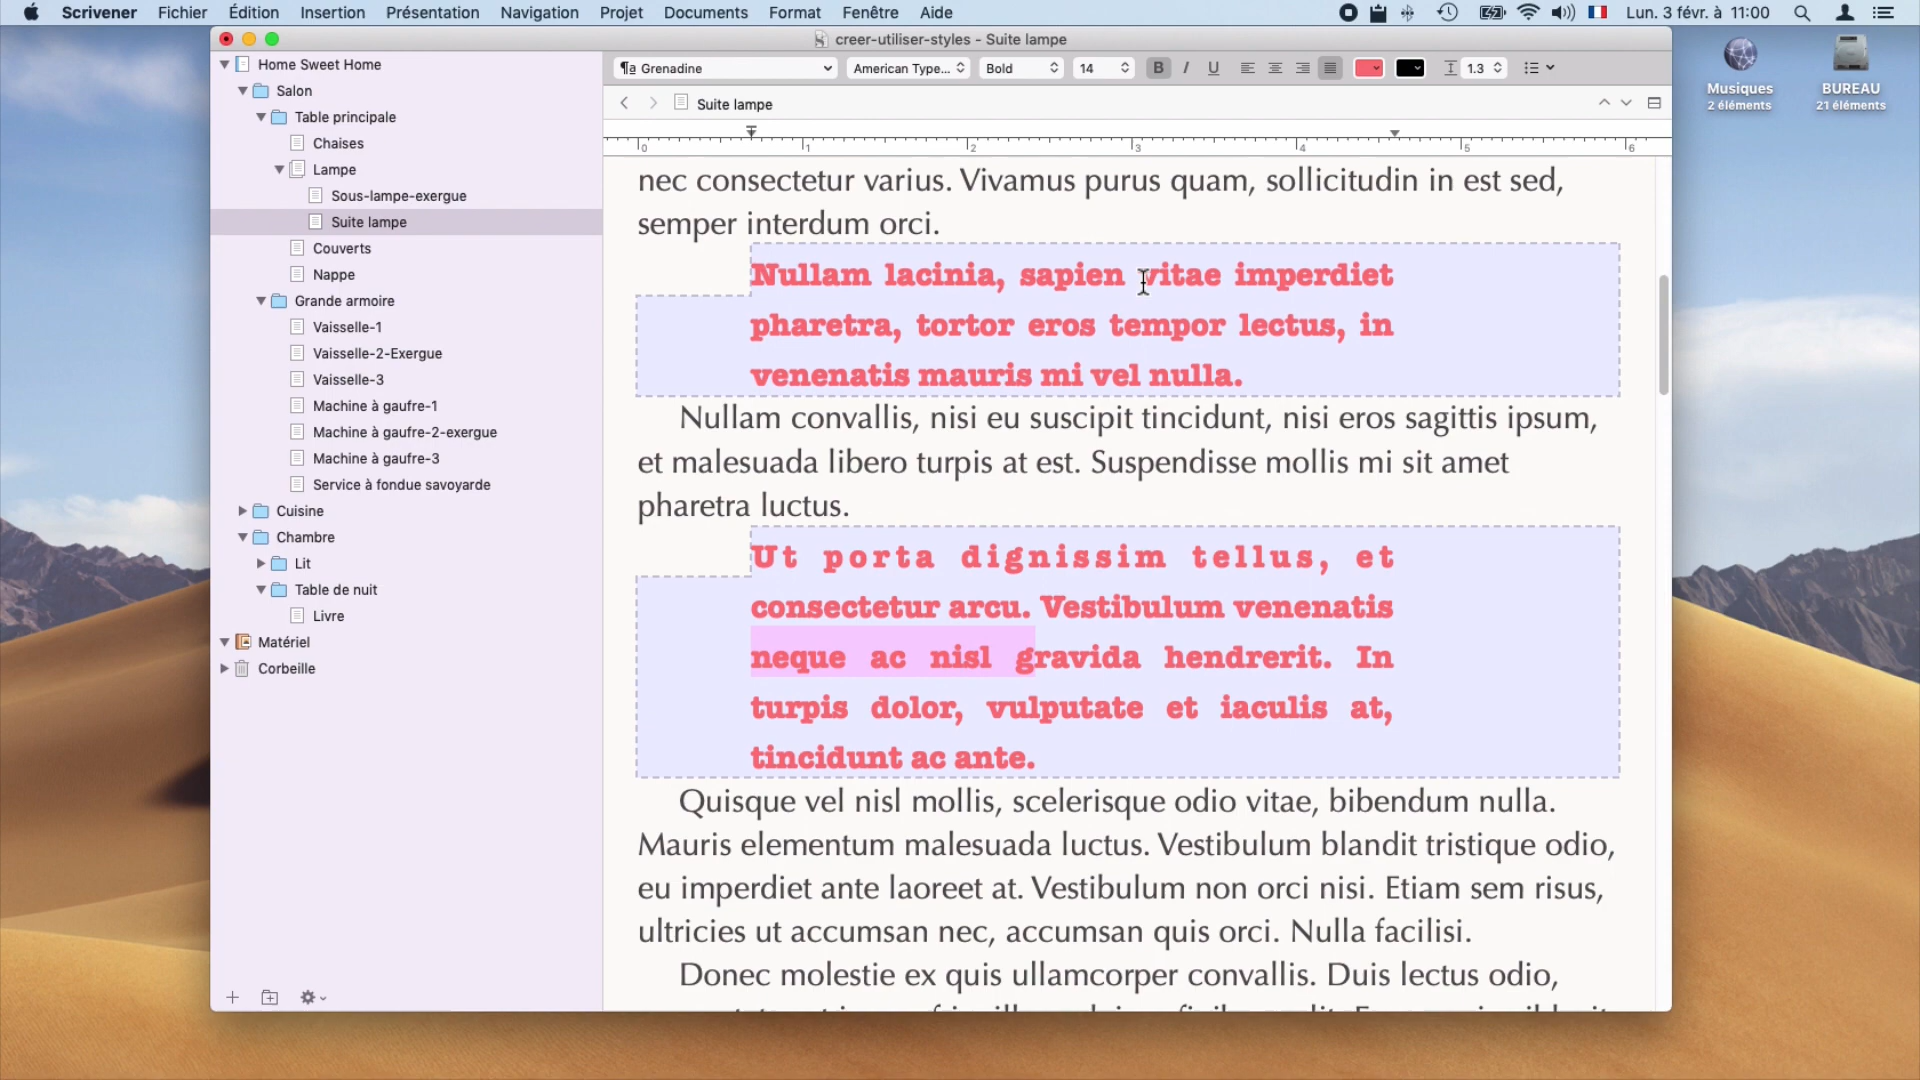 Scrivener Fichier Édition Insertion Présentation Navigation Projet Documents Format Fenêtre Aide Lun. 3 févr. à 11:00
creer-utiliser-styles - Suite lampe
Home Sweet Home
Salon
Table principale
Chaises
Lampe
Sous-lampe-exergue
Suite lampe
Couverts
Nappe
Grande armoire
Vaisselle-1
Vaisselle-2-Exergue
Vaisselle-3
Machine à gaufre-1
Machine à gaufre-2-exergue
Machine à gaufre-3
Service à fondue savoyarde
Cuisine
Chambre
Lit
Table de nuit
Livre
Matériel
Corbeille
¶a Grenadine American Type... Bold 14 B I U 1.3
Suite lampe
0 1 2 3 4 5 6
nec consectetur varius. Vivamus purus quam, sollicitudin in est sed,
semper interdum orci.
Nullam lacinia, sapien vitae imperdiet
pharetra, tortor eros tempor lectus, in
venenatis mauris mi vel nulla.
Nullam convallis, nisi eu suscipit tincidunt, nisi eros sagittis ipsum,
et malesuada libero turpis at est. Suspendisse mollis mi sit amet
pharetra luctus.
Ut porta dignissim tellus, et
consectetur arcu. Vestibulum venenatis
neque ac nisl gravida hendrerit. In
turpis dolor, vulputate et iaculis at,
tincidunt ac ante.
Quisque vel nisl mollis, scelerisque odio vitae, bibendum nulla.
Mauris elementum malesuada luctus. Vestibulum blandit tristique odio,
eu imperdiet ante laoreet at. Vestibulum non orci nisi. Etiam sem risus,
ultricies ut accumsan nec, accumsan quis orci. Nulla facilisi.
Donec molestie ex quis ullamcorper convallis. Duis lectus odio,
Musiques
2 éléments
BUREAU
21 éléments